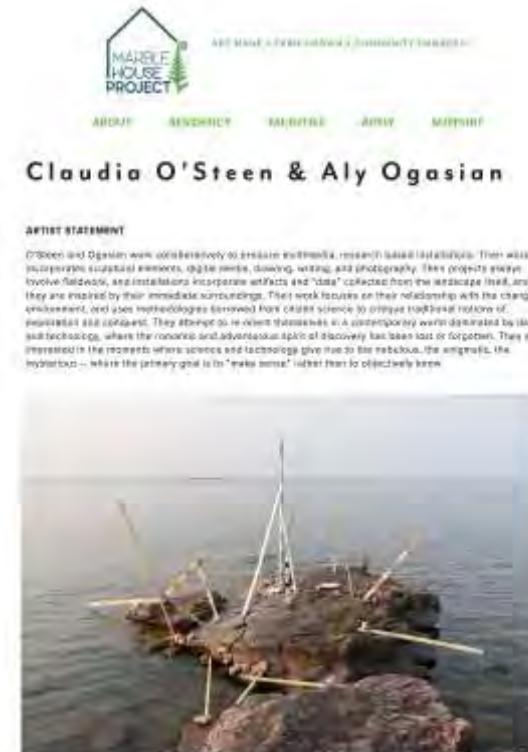 MARBLE
HOUSE
PROJECT
ART MADE • FARM GROWN • COMMUNITY
ABOUT RESIDENCY APPLY SUPPORT
Claudia O'Steen & Aly Ogasian
ARTIST STATEMENT
O'Steen and Ogasian work collaboratively to produce multimedia, research based installations. Their work
incorporates sculptural elements, digital media, drawing, writing, and photography. Their projects always
involve fieldwork, and installations incorporate artifacts and "data" collected from the landscape itself, and
they are inspired by their immediate surroundings. Their work focuses on their relationship with the
environment, and uses methodologies borrowed from citizen science to critique traditional notions of
exploration and conquest. They attempt to re-orient themselves in a contemporary world dominated by
and technology, where the romance and adventurous spirit of discovery has been lost or forgotten. They
interested in the moments where science and technology give rise to the nebulous, the enigmatic, the
mysterious – where the primary goal is to "make sense" rather than to objectively know.